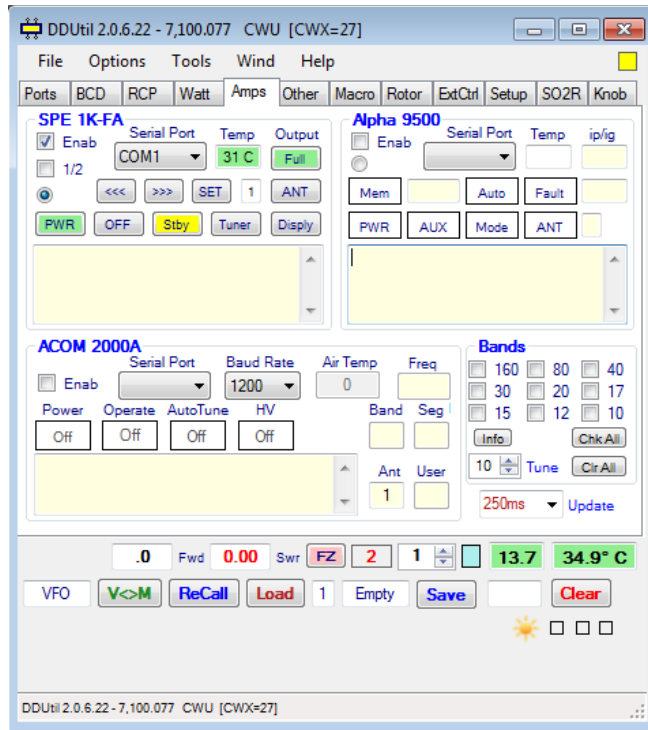 DDUtil 2.0.6.22 - 7,100.077 CWU [CWX=27]
File Options Tools Wind Help
Ports BCD RCP Watt Amps Other Macro Rotor ExtCtrl Setup SO2R Knob
SPE 1K-FA
Enab Serial Port Temp Output
1/2 COM1 31 C Full
<<< >>> SET 1 ANT
PWR OFF Stby Tuner Disply
Alpha 9500
Enab Serial Port Temp ip/ig
Mem Auto Fault
PWR AUX Mode ANT
ACOM 2000A
Serial Port Baud Rate Air Temp Freq
Enab 1200 0
Power Operate AutoTune HV Band Seg
Off Off Off Off
Ant User
1
Bands
160 80 40
30 20 17
15 12 10
Info Chk All
10 Tune Clr All
250ms Update
.0 Fwd 0.00 Swr FZ 2 1 13.7 34.9° C
VFO V<>M ReCall Load 1 Empty Save Clear
DDUtil 2.0.6.22 - 7,100.077 CWU [CWX=27]